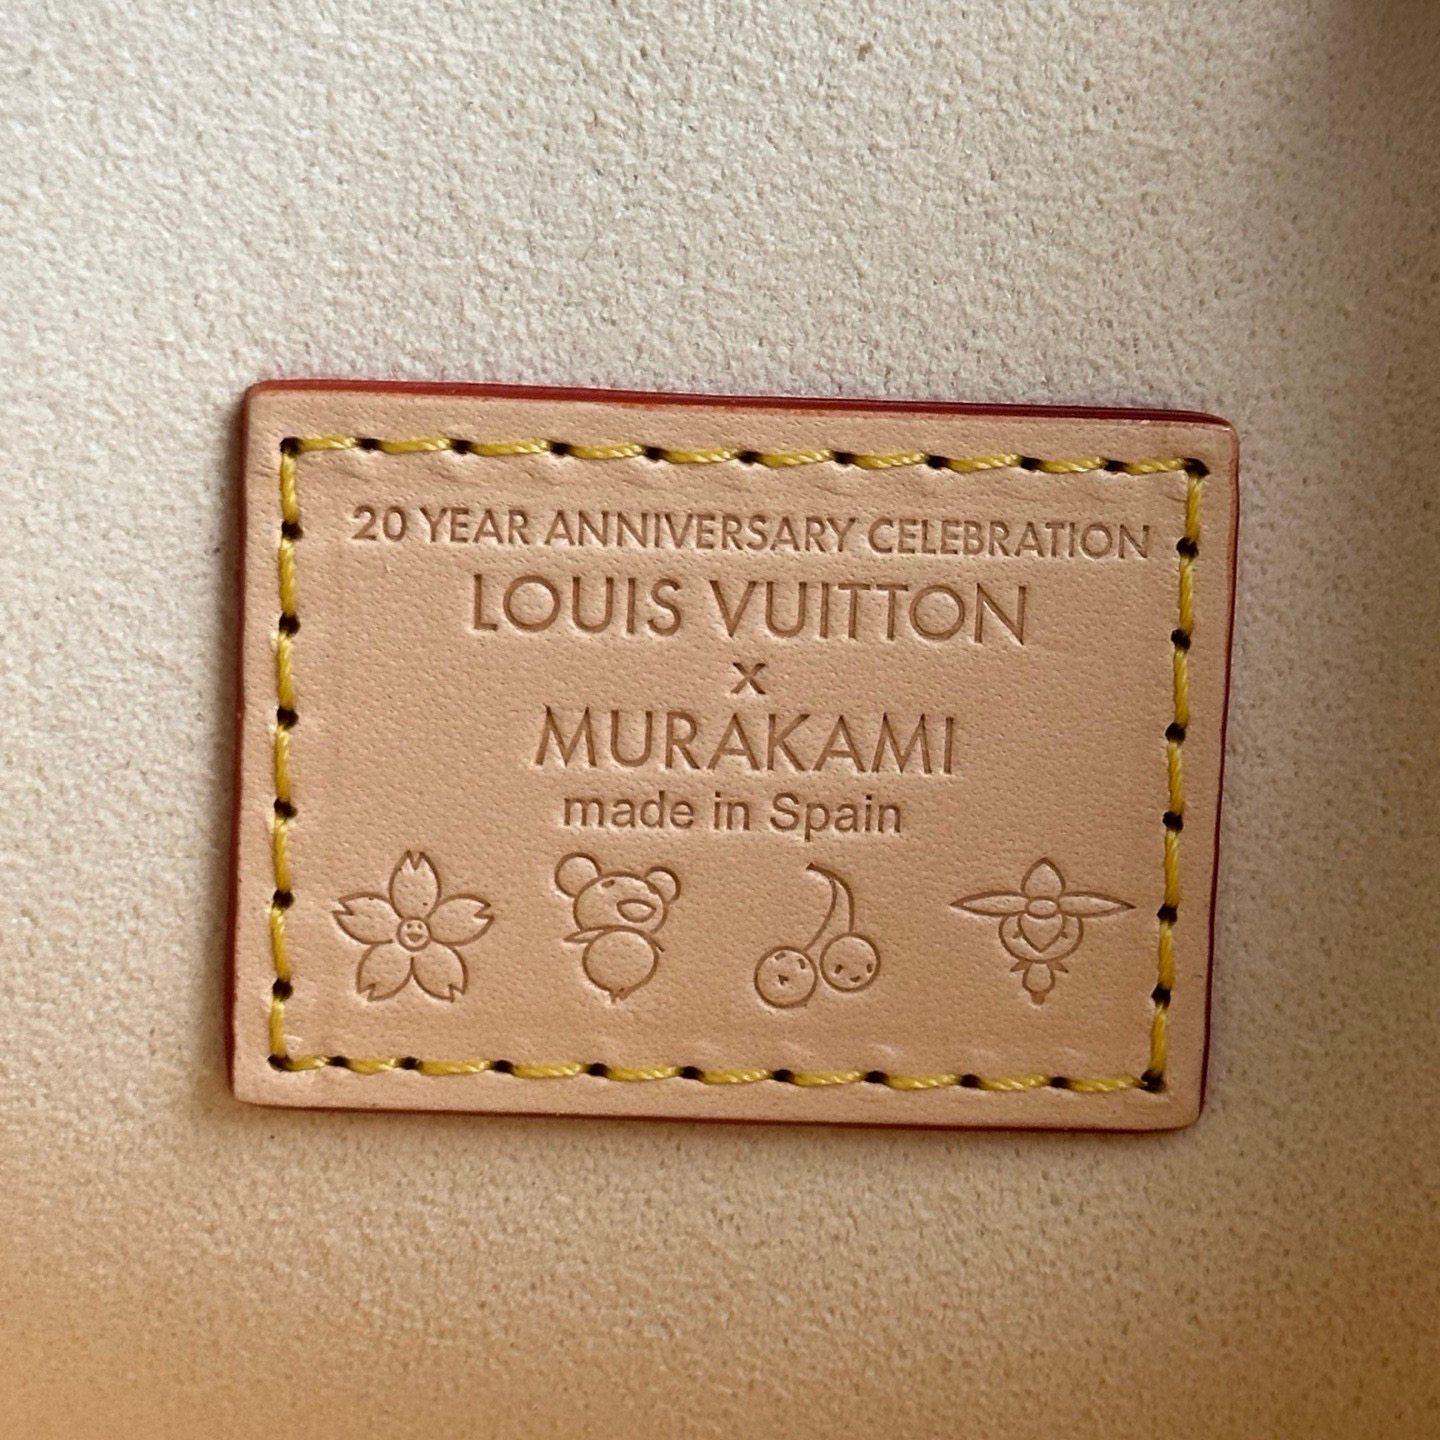 20 YEAR ANNIVERSARY CELEBRATION
LOUIS VUITTON
x
MURAKAMI
made in Spain